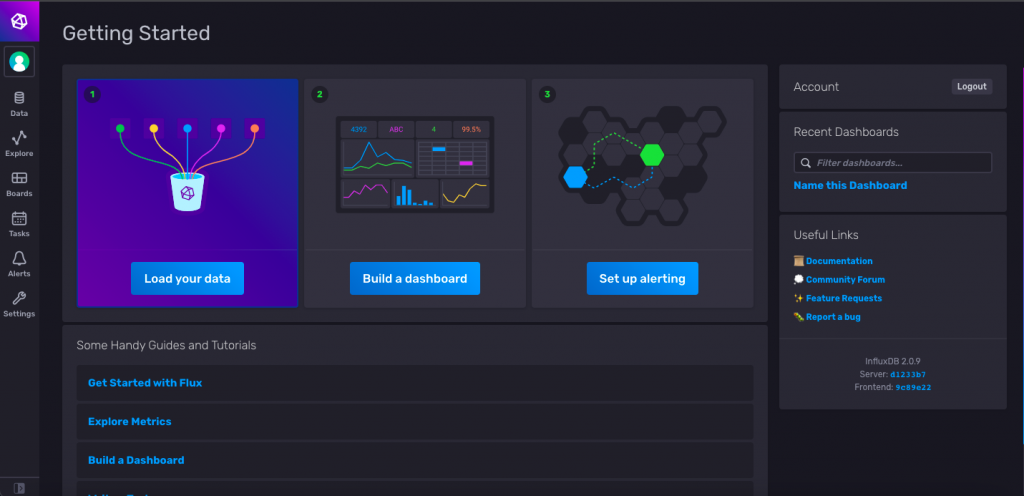 Getting Started
Data
Explore
Boards
Tasks
Alerts
Settings
1
Load your data
2
4392
ABC
4
99.5%
Build a dashboard
3
Set up alerting
Some Handy Guides and Tutorials
Get Started with Flux
Explore Metrics
Build a Dashboard
Account
Logout
Recent Dashboards
Filter dashboards...
Name this Dashboard
Useful Links
Documentation
Community Forum
Feature Requests
Report a bug
InfluxDB 2.0.9
Server: d1233b7
Frontend: 9c89e22